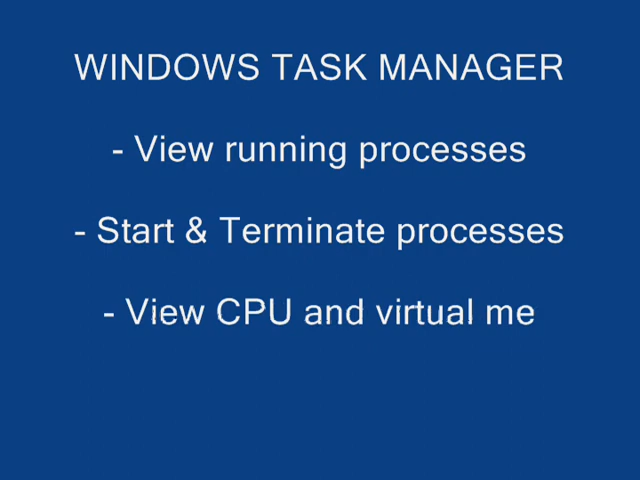 WINDOWS TASK MANAGER
- View running processes
- Start & Terminate processes
- View CPU and virtual me